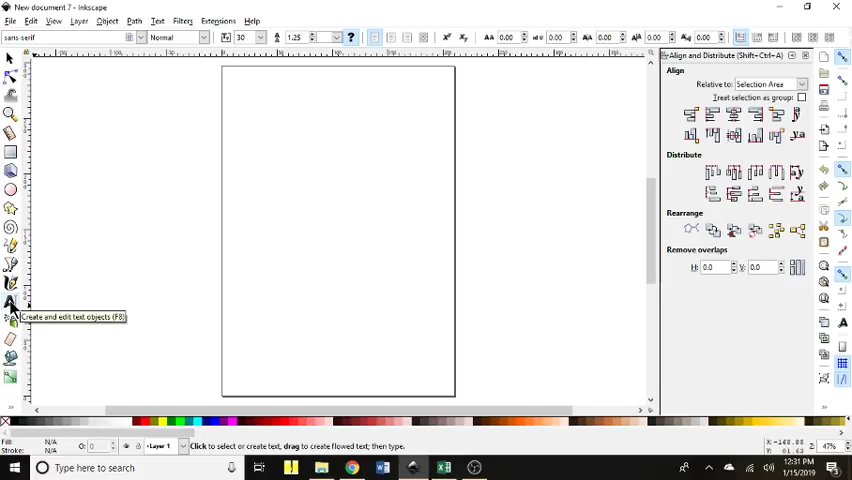 New document 7 - Inkscape
File Edit View Layer Object Path Text Filters Extensions Help
sans-serif Normal 30 1.25 0.00 0.00 0.00 0.00 0.00
Align and Distribute (Shift+Ctrl+A)
Align
Relative to: Selection Area
Treat selection as group:
Distribute
Rearrange
Remove overlaps
H: 0.0 V: 0.0
Create and edit text objects (F8)
Fill: N/A
Stroke: N/A
O: 0
Layer 1
Click to select or create text, drag to create flowed text; then type.
Z: 47%
Type here to search
12:31 PM
1/15/2019